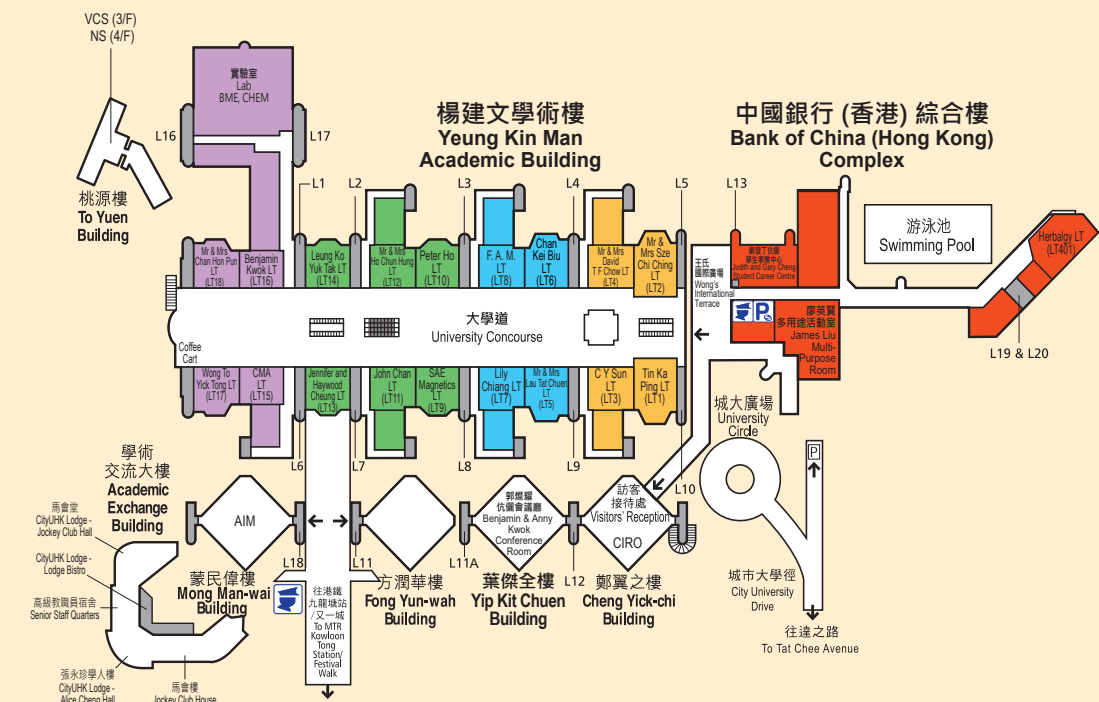 VCS (3/F)
NS (4/F)
桃源樓
To Yuen
Building
實驗室
Lab
BME, CHEM
L16
L17
楊建文學術樓
Yeung Kin Man
Academic Building
中國銀行 (香港) 綜合樓
Bank of China (Hong Kong)
Complex
L1
L2
L3
L4
L5
L13
Mr & Mrs
Chan Hon Pun
LT
(LT18)
Benjamin
Kwok LT
(LT16)
Leung Ko
Yuk Tak LT
(LT14)
Mr & Mrs
Ho Chun Hung
LT
(LT12)
Peter Ho
LT
(LT10)
F. A. M.
LT
(LT8)
Chan
Kei Biu
LT
(LT6)
Mr & Mrs
David
T F Chow LT
(LT4)
Mr &
Mrs Sze
Chi Ching
LT
(LT2)
王氏
國際廣場
Wong's
International
Terrace
鄭發丁伉儷
學生事業中心
Judith and Gary Cheng
Student Career Centre
游泳池
Swimming Pool
Herbalgy LT
(LT401)
L19 & L20
P
廖英賢
多用途活動室
James Liu
Multi-
Purpose
Room
大學道
University Concourse
Coffee
Cart
Wong To
Yick Tong LT
(LT17)
CMA
LT
(LT15)
Jennifer and
Haywood
Cheung LT
(LT13)
John Chan
LT
(LT11)
SAE
Magnetics
LT
(LT9)
Lily
Chiang LT
(LT7)
Mr & Mrs
Lau Tat Chuen
LT
(LT5)
C Y Sun
LT
(LT3)
Tin Ka
Ping LT
(LT1)
L6
L7
L8
L9
L10
城大廣場
University
Circle
P
學術
交流大樓
Academic
Exchange
Building
馬會堂
CityUHK Lodge -
Jockey Club Hall
CityUHK Lodge -
Lodge Bistro
高級教職員宿舍
Senior Staff Quarters
張永珍學人樓
CityUHK Lodge -
Alice Cheng Hall
馬會樓
Jockey Club House
AIM
L18
蒙民偉樓
Mong Man-wai
Building
往港鐵
九龍塘站
/又一城
To MTR
Kowloon
Tong
Station/
Festival
Walk
L11
方潤華樓
Fong Yun-wah
Building
L11A
郭燦耀
伉儷會議廳
Benjamin & Anny
Kwok
Conference
Room
葉傑全樓
Yip Kit Chuen
Building
L12
訪客
接待處
Visitors' Reception
CIRO
鄭翼之樓
Cheng Yick-chi
Building
城市大學徑
City University
Drive
往達之路
To Tat Chee Avenue